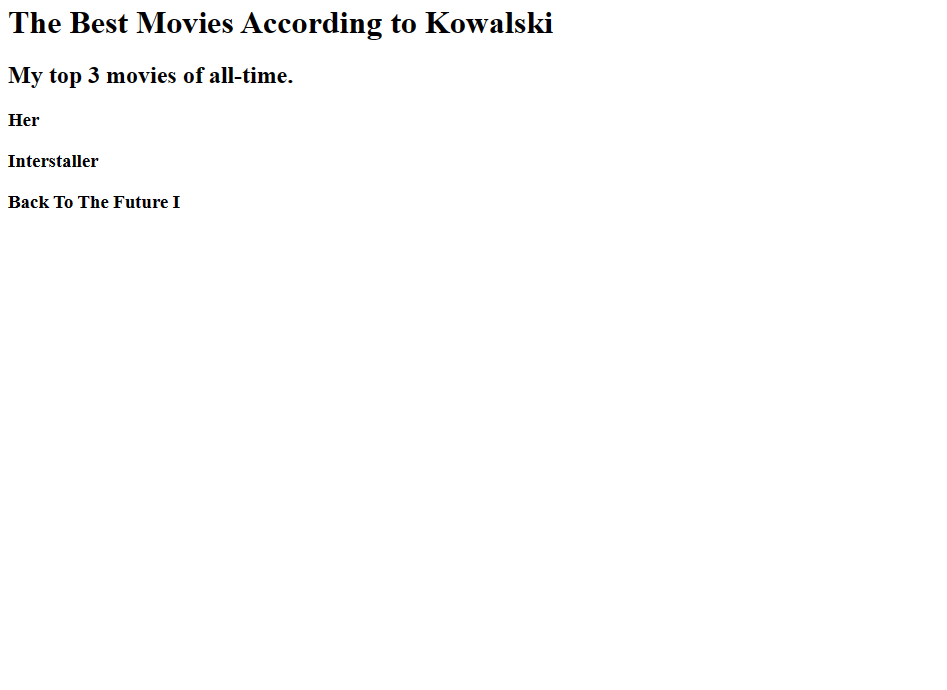 The Best Movies According to Kowalski
My top 3 movies of all-time.
Her
Interstaller
Back To The Future I